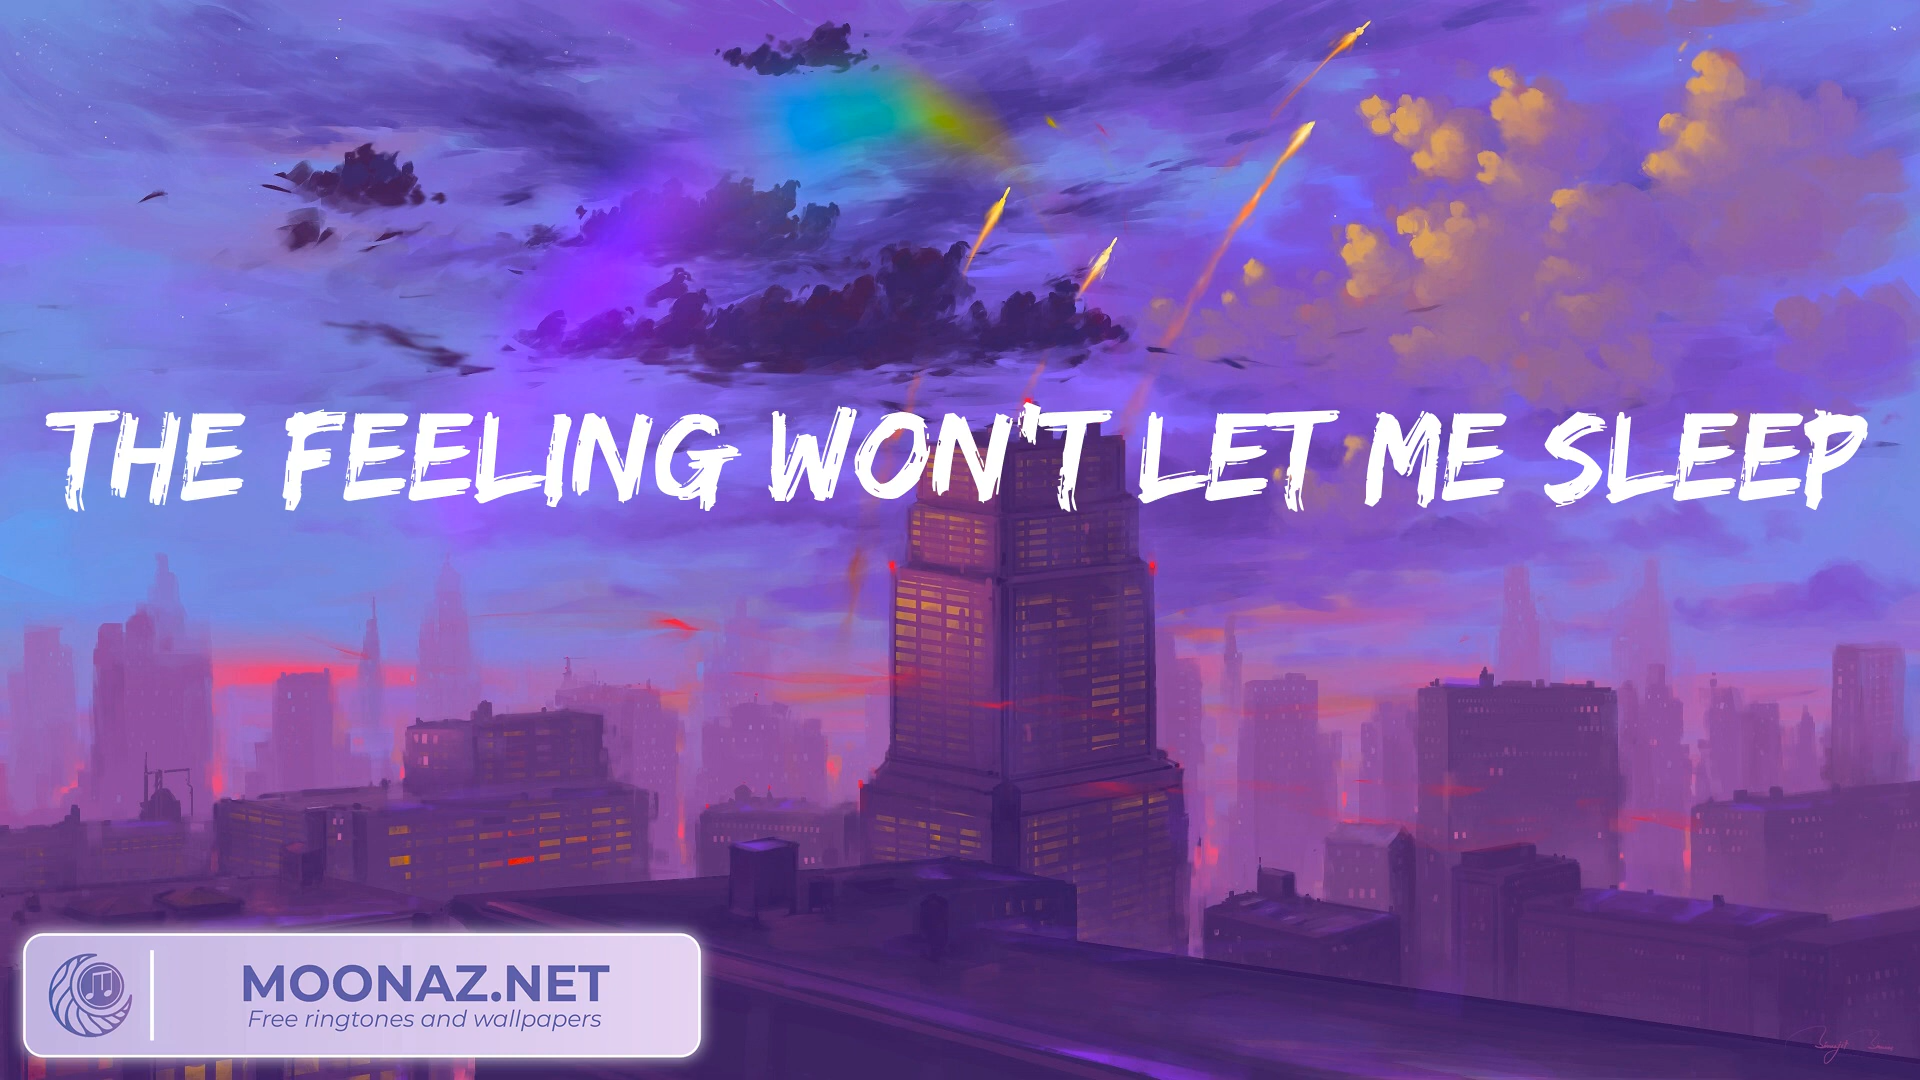 THE FEELING WON'T LET ME SLEEP
MOONAZ.NET
Free ringtones and wallpapers